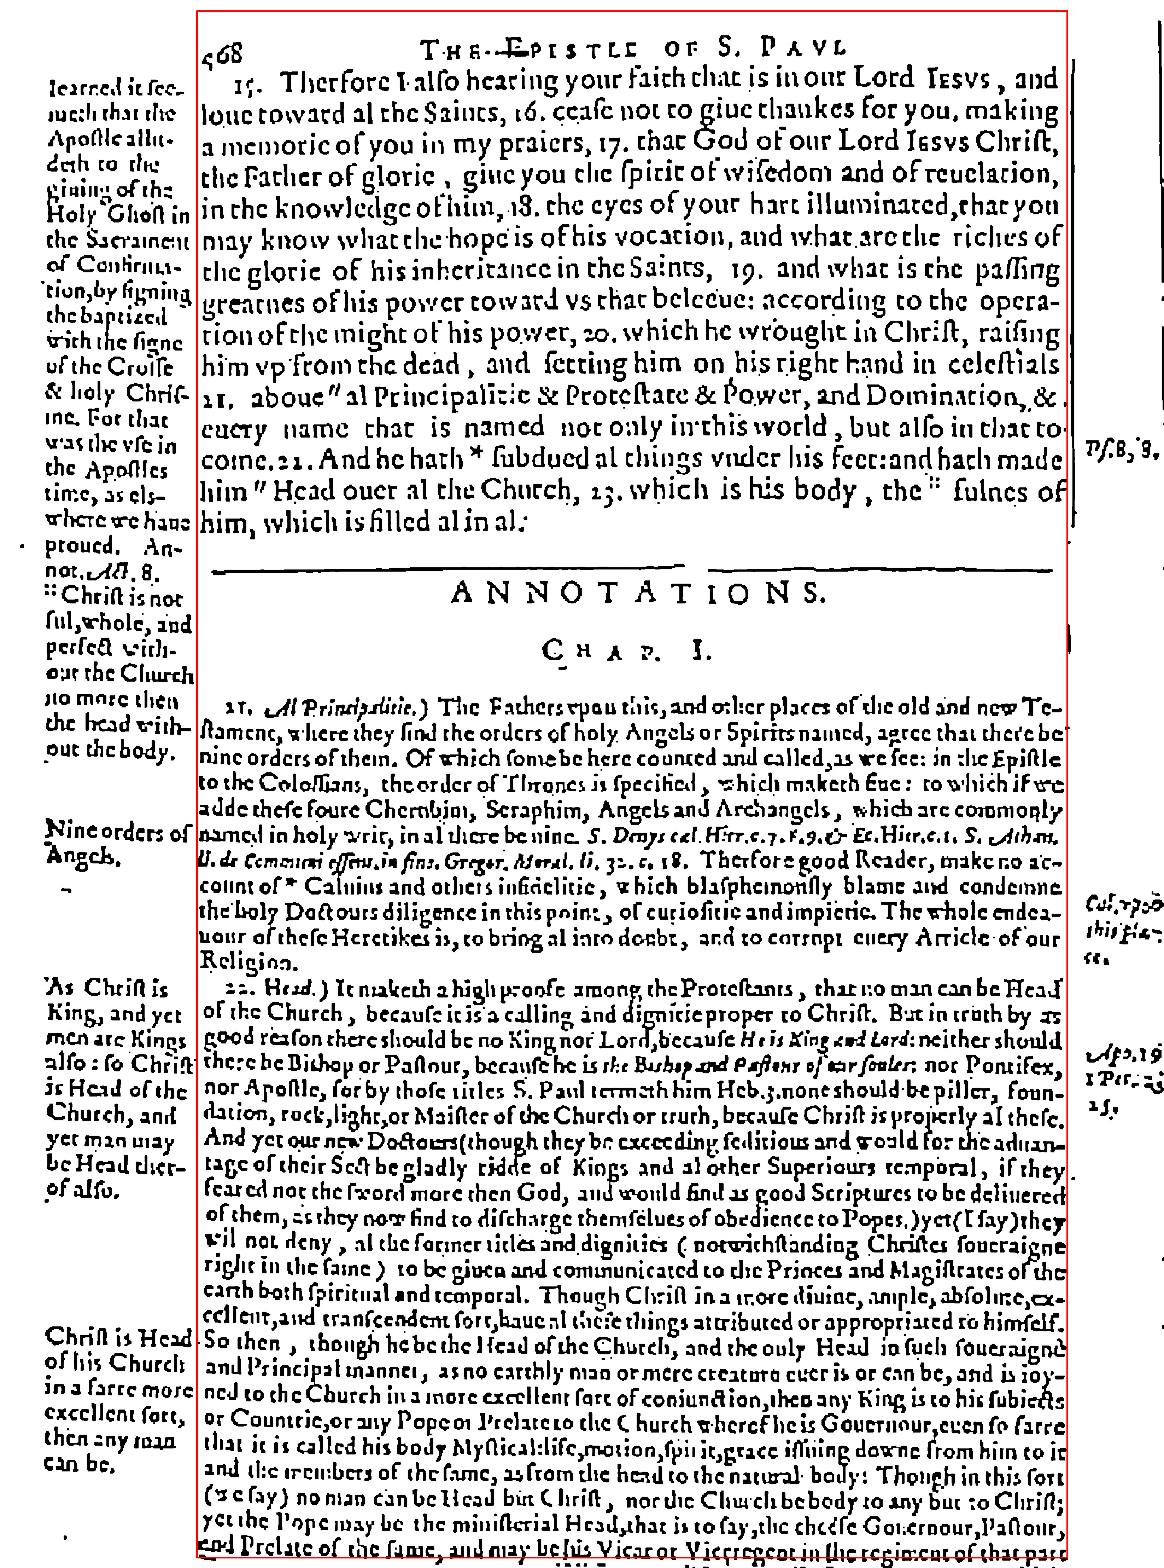 568 THE EPISTLE OF S. PAVL
15. Therfore I also hearing your faith that is in our Lord IESVS, and
loue toward al the Saints, 16. cease not to giue thankes for you, making
a memorie of you in my praiers, 17. that God of our Lord IESVS Christ,
the Father of glorie, giue you the spirit of wisedom and of reuelation,
in the knowledge of him, 18. the eyes of your hart illuminated, that you
may know what the hope is of his vocation, and what are the riches of
the glorie of his inheritance in the Saints, 19. and what is the passing
greatnes of his power toward vs that beleeue: according to the opera-
tion of the might of his power, 20. which he wrought in Christ, raising
him vp from the dead, and setting him on his right hand in celestials
21. aboue " al Principalitie & Protestate & Power, and Domination, &
euery name that is named not only in this world, but also in that to
come. 22. And he hath * subdued al things vnder his feet: and hath made
him " Head ouer al the Church, 23. which is his body, the :: fulnes of
him, which is filled al in al.
learned it see-
meth that the
Apostle allu-
deth to the
giuing of the
Holy Ghost in
the Sacrament
of Confirma-
tion, by signing
the baptized
with the signe
of the Crosse
& holy Chris-
me. For that
was the vse in
the Apostles
time, as els-
where we haue
proued. An-
not. Act. 8.
:: Christ is not
ful, whole, and
perfect with-
out the Church
no more then
the head with-
out the body.
Ps. 8, 8.
ANNOTATIONS.
CHAP. I.
21. Al Principalitie.) The Fathers vpon this, and other places of the old and new Te-
stament, where they find the orders of holy Angels or Spirits named, agree that there be
nine orders of them. Of which some be here counted and called, as we see: in the Epistle
to the Colossians, the order of Thrones is specified, which maketh fiue: to which if we
adde these foure Cherubim, Seraphim, Angels and Archangels, which are commonly
named in holy writ, in al there be nine. S. Denys cal. Hier. c. 7. 8. 9. & Ec. Hier. c. 1. S. Athan.
li. de Communi essent. in fine. Gregor. Moral. li. 32. c. 18. Therfore good Reader, make no ac-
count of * Caluins and others infidelitie, which blasphemously blame and condemne
the holy Doctours diligence in this point, of curiositie and impietie. The whole endea-
uour of these Heretikes is, to bring al into doubt, and to corrupt euery Article of our
Religion.
Nine orders of
Angels.
Cal. vpon
this pla-
ce.
22. Head.) It maketh a high proofe among the Protestants, that no man can be Head
of the Church, because it is a calling and dignitie proper to Christ. But in truth by as
good reason there should be no King nor Lord, because He is King and Lord: neither should
there be Bishop or Pastour, because he is the Bishop and Pastour of our soules: nor Pontifex,
nor Apostle, for by those titles S. Paul termeth him Heb. 3. none should be piller, foun-
dation, rock, light, or Maister of the Church or truth, because Christ is properly al these.
And yet our new Doctours (though they be exceeding seditious and would for the aduan-
tage of their Sect be gladly ridde of Kings and al other Superiours temporal, if they
feared not the sword more then God, and would find as good Scriptures to be deliuered
of them, as they now find to discharge themselues of obedience to Popes,) yet (I say) they
wil not deny, al the former titles and dignities (notwithstanding Christes soueraigne
right in the same) to be giuen and communicated to the Princes and Magistrates of the
earth both spiritual and temporal. Though Christ in a more diuine, ample, absolute, ex-
cellent, and transcendent sort, haue al these things attributed or appropriated to himself.
So then, though he be the Head of the Church, and the only Head in such soueraigne
and Principal manner, as no earthly man or mere creature euer is or can be, and is ioy-
ned to the Church in a more excellent sort of coniunction, then any King is to his subiects
or Countrie, or any Pope or Prelate to the Church wherof he is Gouernour, euen so farre
that it is called his body Mystical: life, motion, spirit, grace issuing downe from him to it
and the members of the same, as from the head to the natural body: Though in this sort
(we say) no man can be Head but Christ, nor the Church be body to any but to Christ;
yet the Pope may be the ministerial Head, that is to say, the cheefe Gouernour, Pastour,
and Prelate of the same, and may be his Vicar or Vicegerent in the regiment of that part
As Christ is
King, and yet
men are Kings
also: so Christ
is Head of the
Church, and
yet man may
be Head ther-
of also.
Apo. 19
1 Pet. 2,
25.
Christ is Head
of his Church
in a farre more
excellent sort,
then any man
can be.